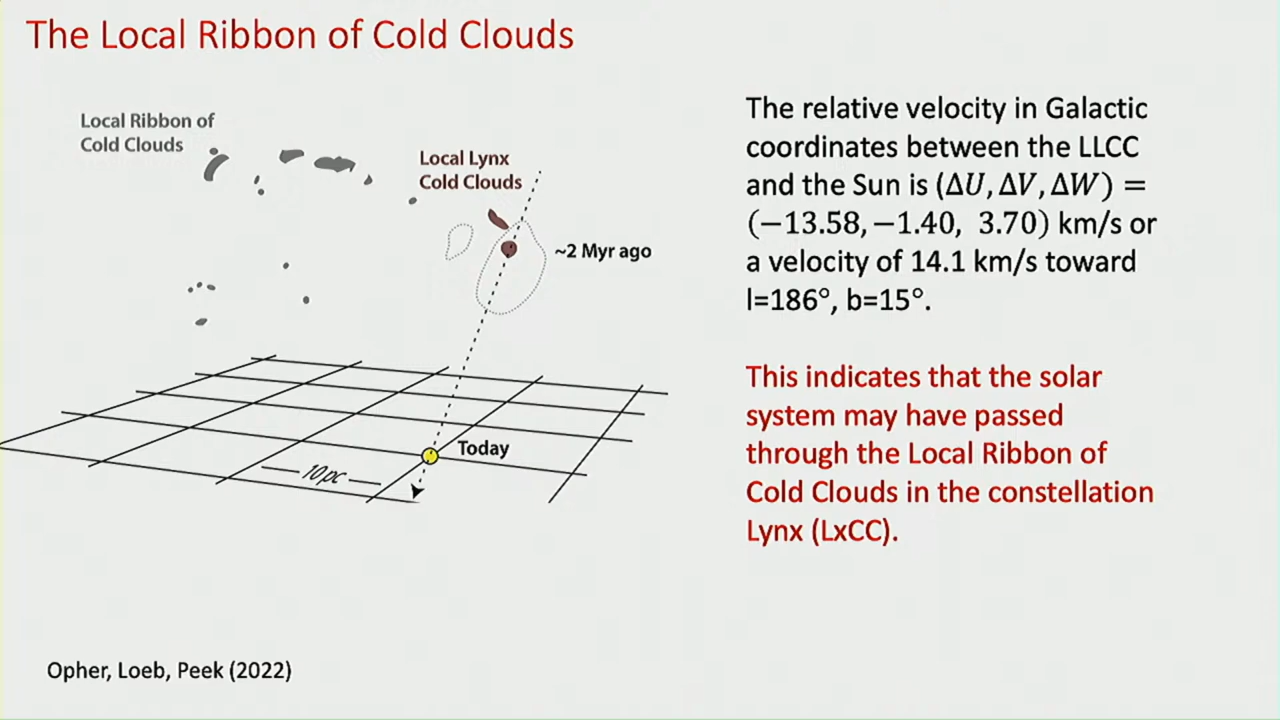 The Local Ribbon of Cold Clouds
Local Ribbon of
Cold Clouds
Local Lynx
Cold Clouds
~2 Myr ago
Today
10 pc
The relative velocity in Galactic
coordinates between the LLCC
and the Sun is (ΔU, ΔV, ΔW) =
(−13.58, −1.40, 3.70) km/s or
a velocity of 14.1 km/s toward
l=186°, b=15°.
This indicates that the solar
system may have passed
through the Local Ribbon of
Cold Clouds in the constellation
Lynx (LxCC).
Opher, Loeb, Peek (2022)